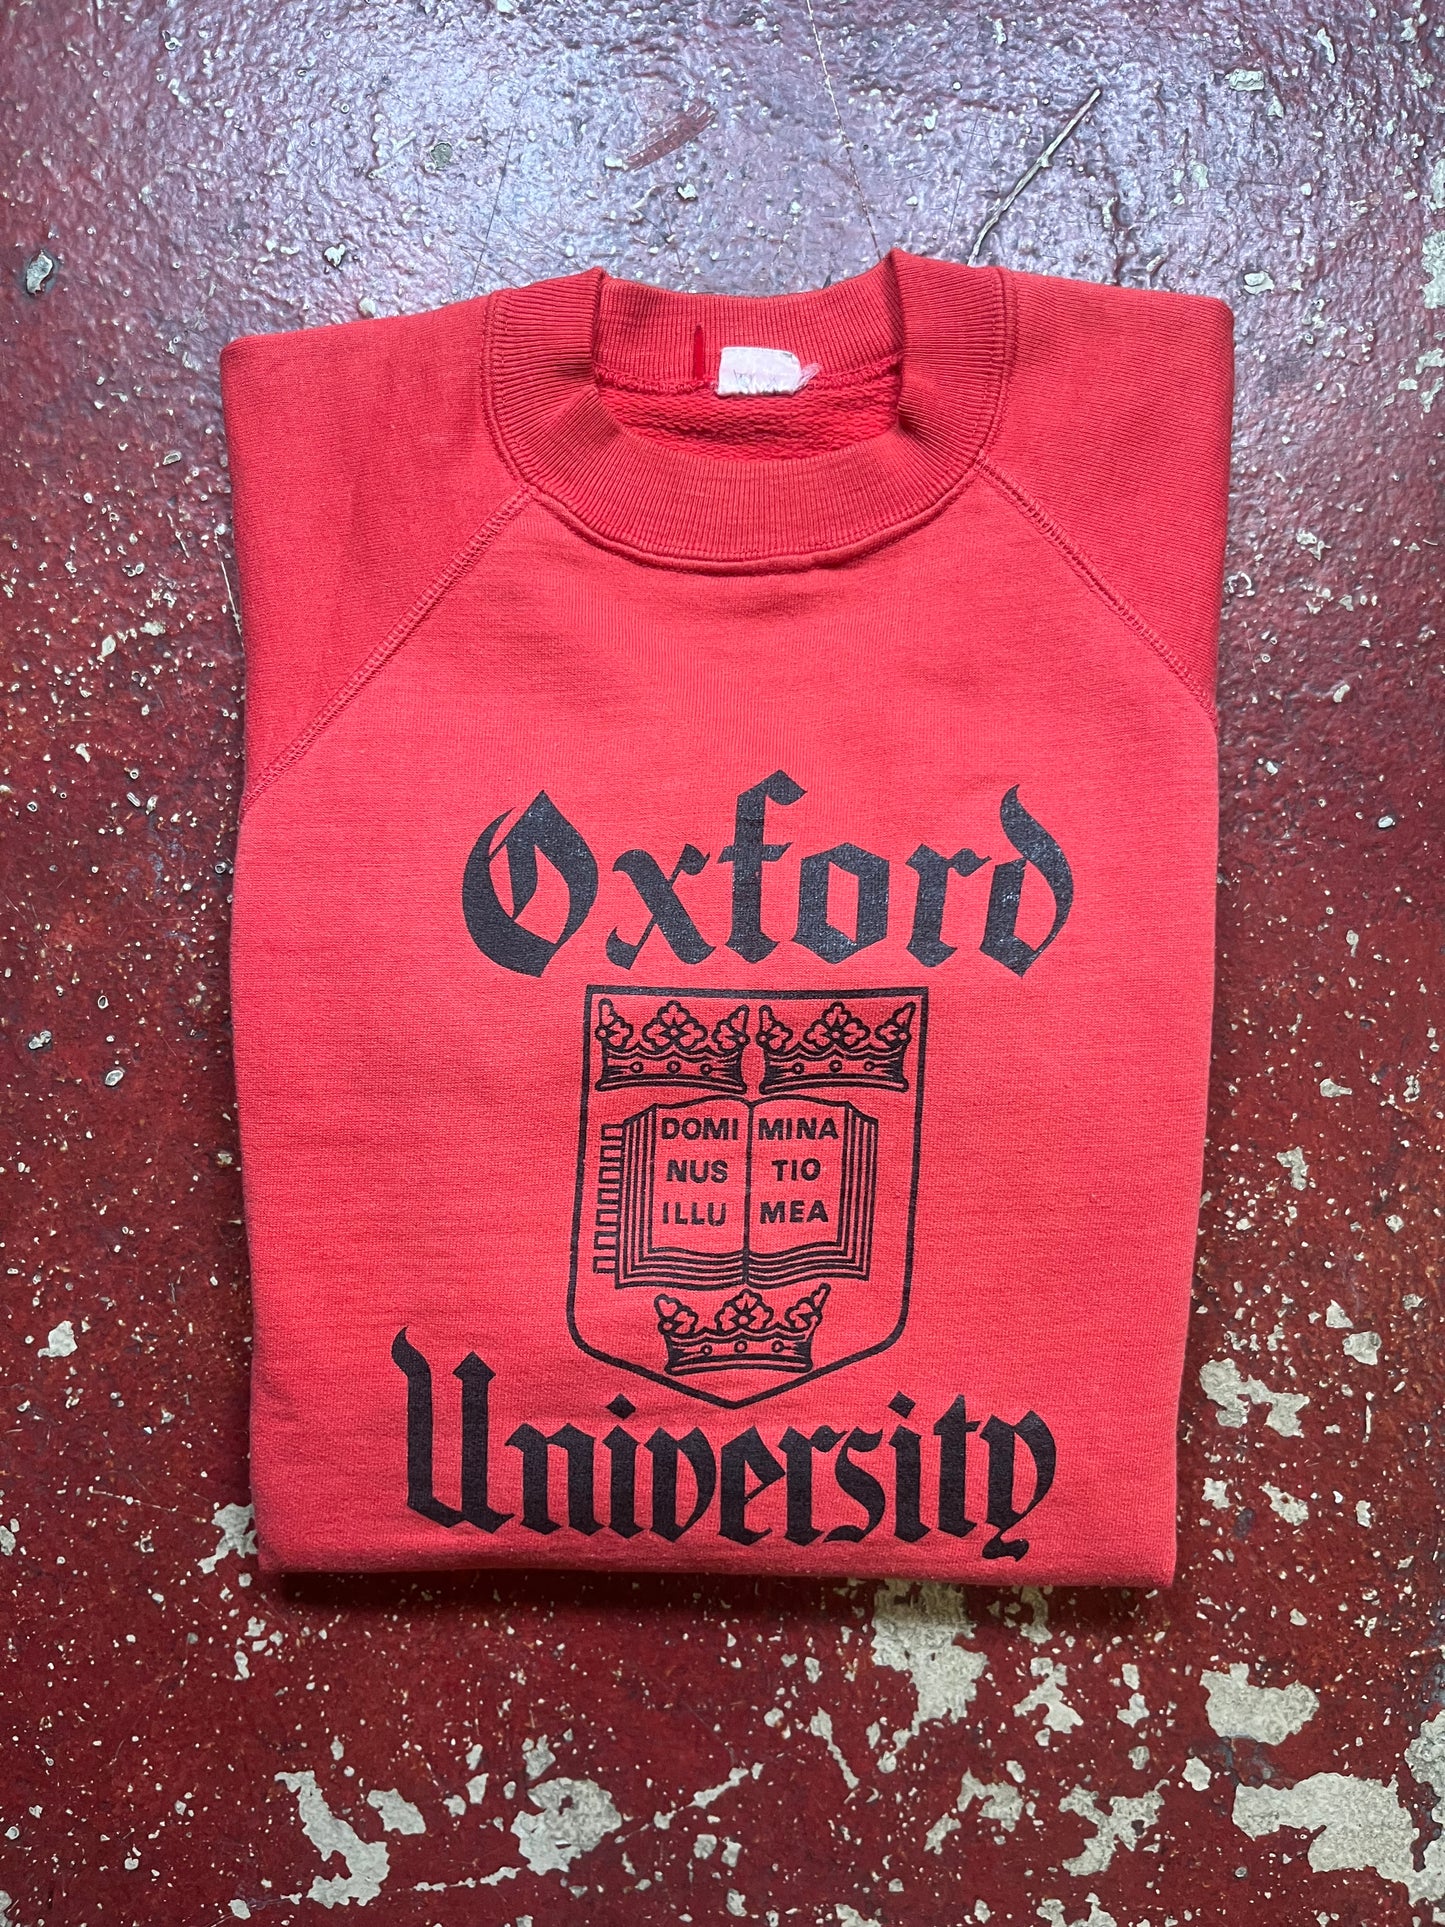 Oxford
DOMI MINA
NUS TIO
ILLU MEA
University